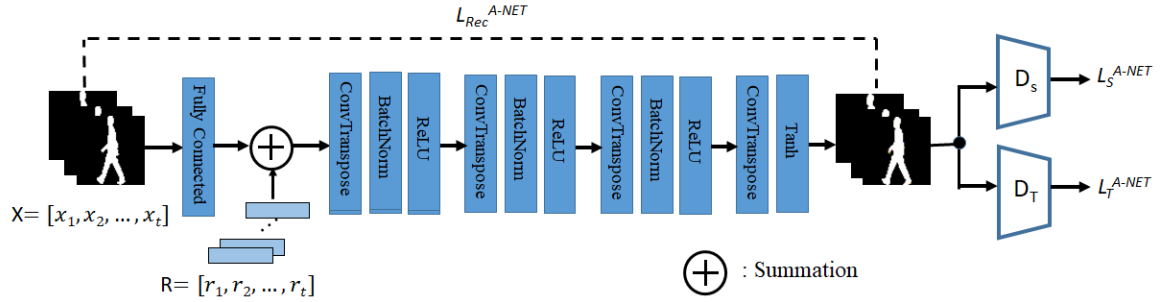 L_Rec^A-NET
Fully Connected
ConvTranspose
BatchNorm
ReLU
ConvTranspose
BatchNorm
ReLU
ConvTranspose
BatchNorm
ReLU
ConvTranspose
Tanh
D_s
L_S^A-NET
D_T
L_T^A-NET
X= [x_1, x_2, ... , x_t]
R= [r_1, r_2, ... , r_t]
: Summation